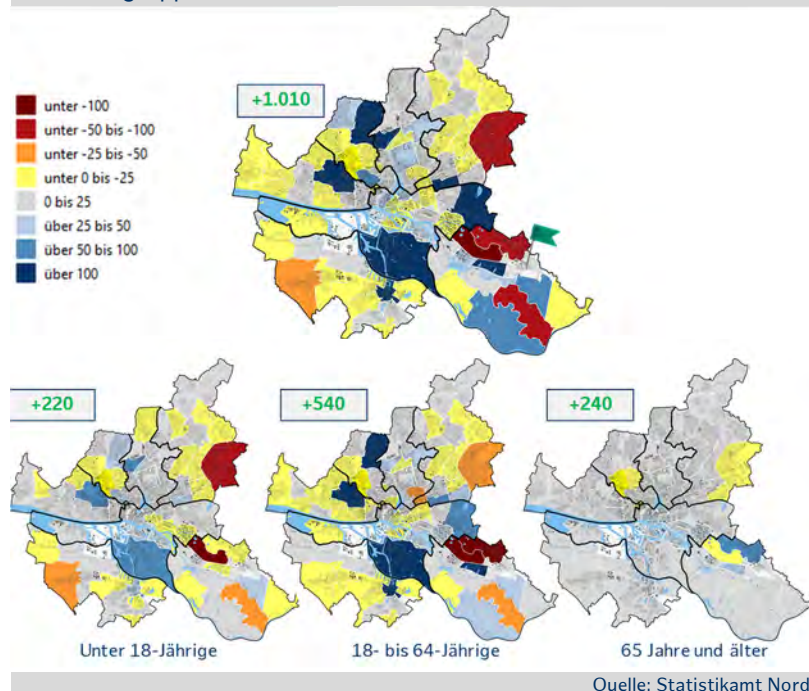 +1.010
unter -100
unter -50 bis -100
unter -25 bis -50
unter 0 bis -25
0 bis 25
über 25 bis 50
über 50 bis 100
über 100
+220
+540
+240
Unter 18-Jährige
18- bis 64-Jährige
65 Jahre und älter
Quelle: Statistikamt Nord